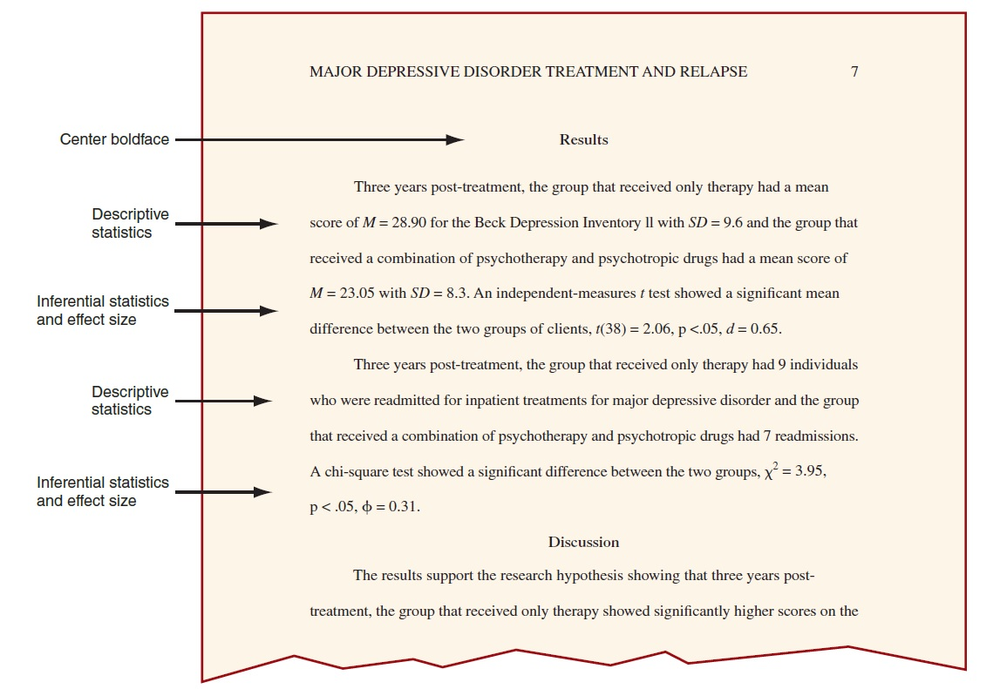 MAJOR DEPRESSIVE DISORDER TREATMENT AND RELAPSE 7
Center boldface
Results
Three years post-treatment, the group that received only therapy had a mean
Descriptive
statistics
score of M = 28.90 for the Beck Depression Inventory ll with SD = 9.6 and the group that
received a combination of psychotherapy and psychotropic drugs had a mean score of
Inferential statistics
and effect size
M = 23.05 with SD = 8.3. An independent-measures t test showed a significant mean
difference between the two groups of clients, t(38) = 2.06, p <.05, d = 0.65.
Three years post-treatment, the group that received only therapy had 9 individuals
Descriptive
statistics
who were readmitted for inpatient treatments for major depressive disorder and the group
that received a combination of psychotherapy and psychotropic drugs had 7 readmissions.
Inferential statistics
and effect size
A chi-square test showed a significant difference between the two groups, χ² = 3.95,
p < .05, ϕ = 0.31.
Discussion
The results support the research hypothesis showing that three years post-
treatment, the group that received only therapy showed significantly higher scores on the